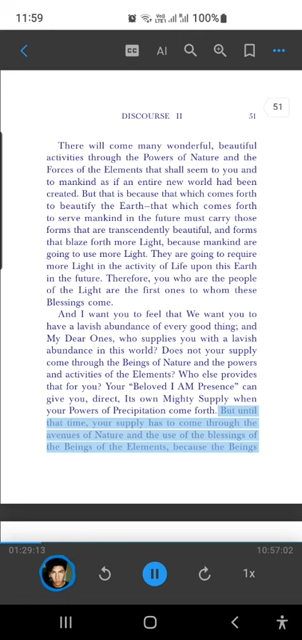 11:59
100%
CC
AI
51
DISCOURSE II 51
There will come many wonderful, beautiful
activities through the Powers of Nature and the
Forces of the Elements that shall seem to you and
to mankind as if an entire new world had been
created. But that is because that which comes forth
to beautify the Earth—that which comes forth
to serve mankind in the future must carry those
forms that are transcendently beautiful, and forms
that blaze forth more Light, because mankind are
going to use more Light. They are going to require
more Light in the activity of Life upon this Earth
in the future. Therefore, you who are the people
of the Light are the first ones to whom these
Blessings come.
And I want you to feel that We want you to
have a lavish abundance of every good thing; and
My Dear Ones, who supplies you with a lavish
abundance in this world? Does not your supply
come through the Beings of Nature and the powers
and activities of the Elements? Who else provides
that for you? Your “Beloved I AM Presence” can
give you, direct, Its own Mighty Supply when
your Powers of Precipitation come forth. But until
that time, your supply has to come through the
avenues of Nature and the use of the blessings of
the Beings of the Elements, because the Beings
01:29:13 10:57:02
1x